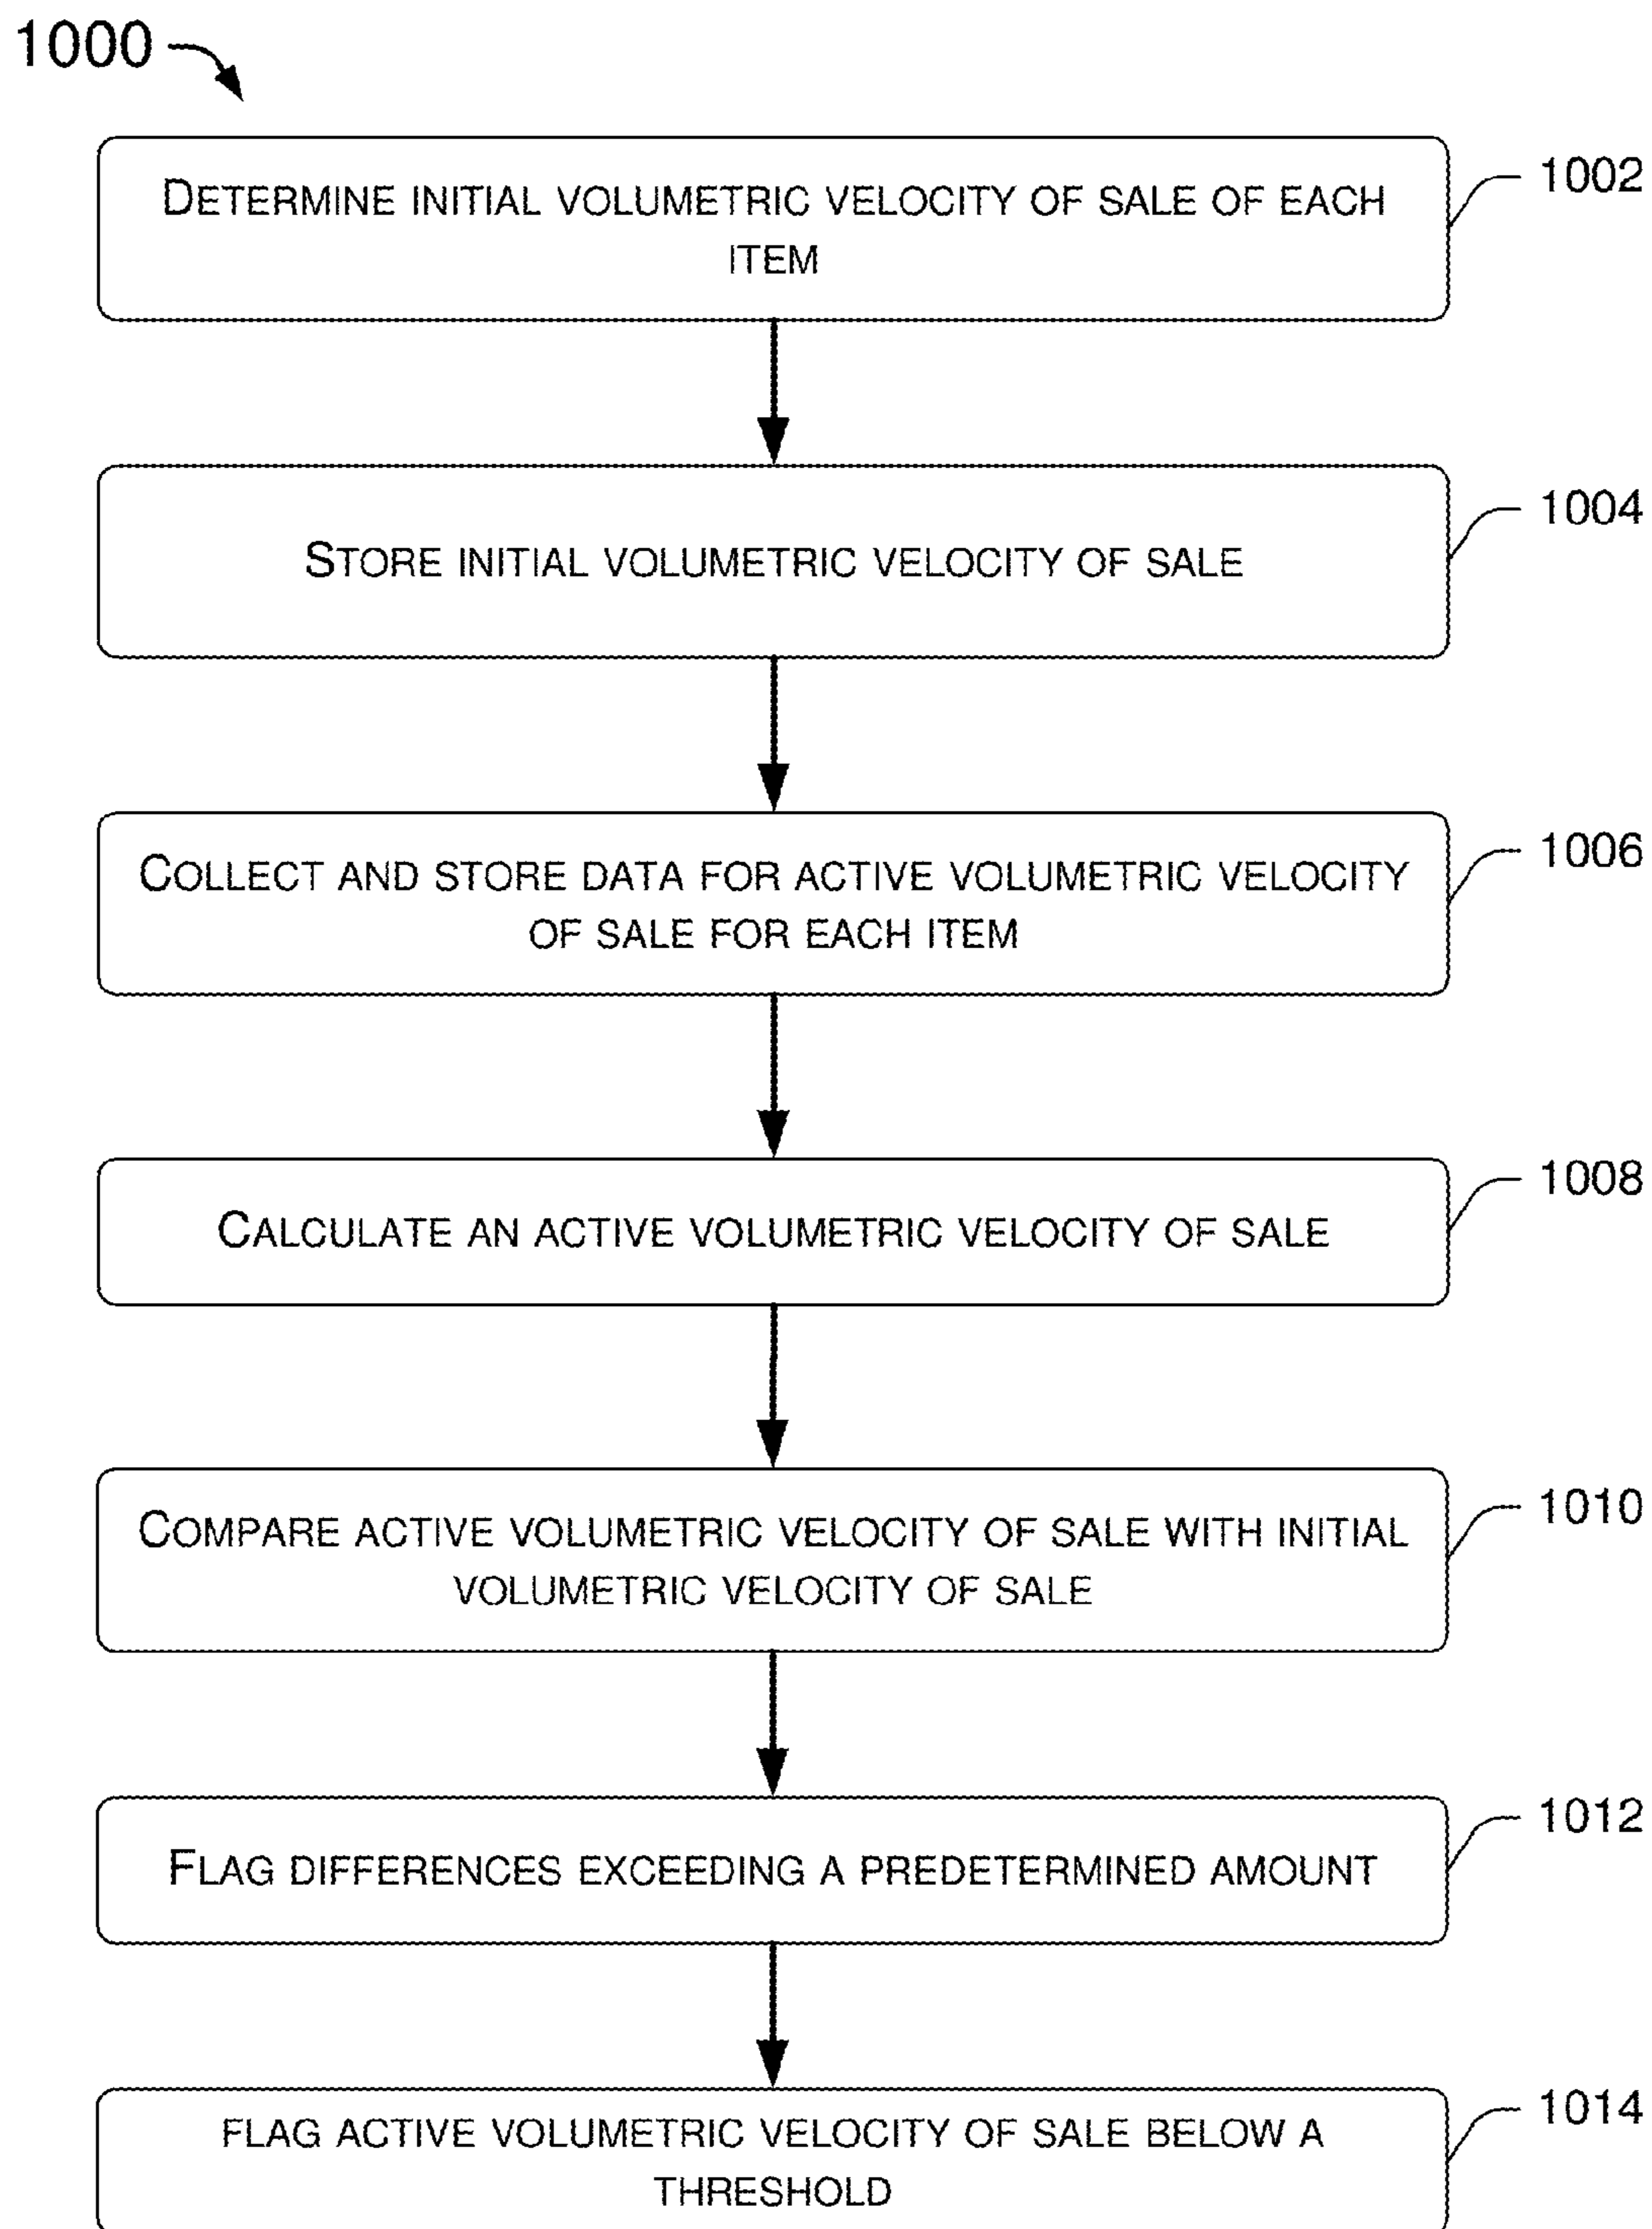 1000
DETERMINE INITIAL VOLUMETRIC VELOCITY OF SALE OF EACH
ITEM
1002
STORE INITIAL VOLUMETRIC VELOCITY OF SALE
1004
COLLECT AND STORE DATA FOR ACTIVE VOLUMETRIC VELOCITY
OF SALE FOR EACH ITEM
1006
CALCULATE AN ACTIVE VOLUMETRIC VELOCITY OF SALE
1008
COMPARE ACTIVE VOLUMETRIC VELOCITY OF SALE WITH INITIAL
VOLUMETRIC VELOCITY OF SALE
1010
FLAG DIFFERENCES EXCEEDING A PREDETERMINED AMOUNT
1012
FLAG ACTIVE VOLUMETRIC VELOCITY OF SALE BELOW A
THRESHOLD
1014